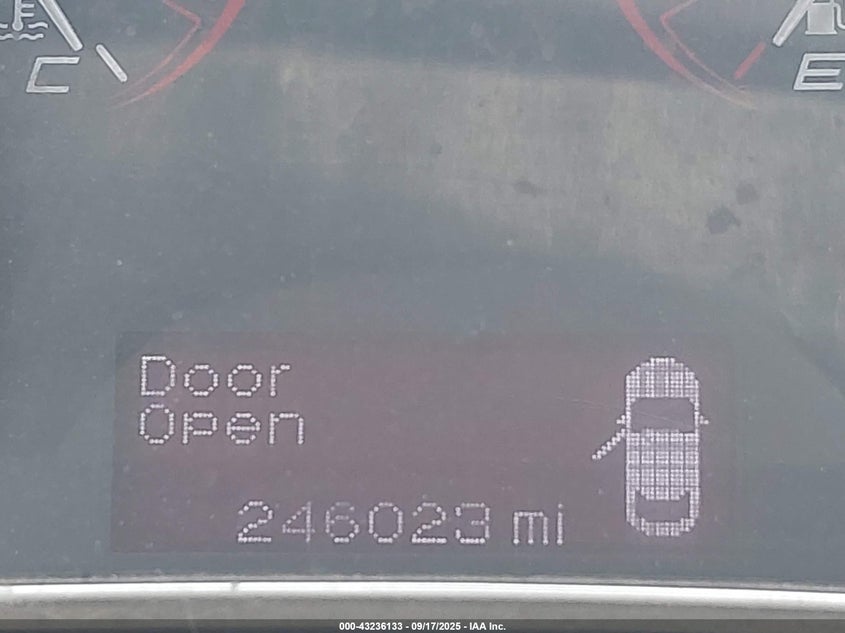 C
E
Door
Open
246023 mi
000-43236133 - 09/17/2025 - IAA Inc.